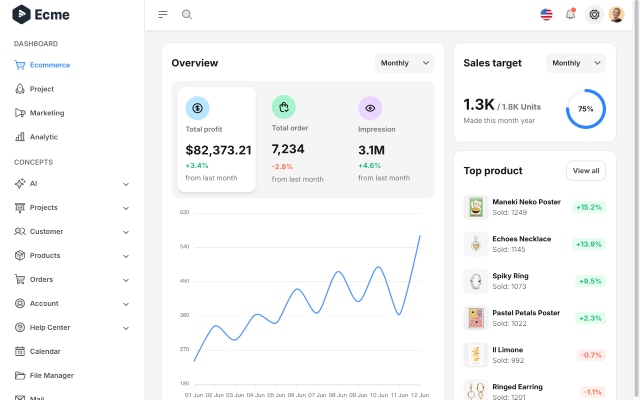 Ecme
DASHBOARD
Ecommerce
Project
Marketing
Analytic
CONCEPTS
AI
Projects
Customer
Products
Orders
Account
Help Center
Calendar
File Manager
Mail
Overview
Monthly
Total profit
$82,373.21
+3.4%
from last month
Total order
7,234
-2.8%
from last month
Impression
3.1M
+4.6%
from last month
630
540
450
360
270
180
01 Jun 02 Jun 03 Jun 04 Jun 05 Jun 06 Jun 07 Jun 08 Jun 09 Jun 10 Jun 11 Jun 12 Jun
Sales target
Monthly
1.3K / 1.8K Units
Made this month year
75%
Top product
View all
Maneki Neko Poster
Sold: 1249
+15.2%
Echoes Necklace
Sold: 1145
+13.9%
Spiky Ring
Sold: 1073
+9.5%
Pastel Petals Poster
Sold: 1022
+2.3%
Il Limone
Sold: 992
-0.7%
Ringed Earring
Sold: 1201
-1.1%